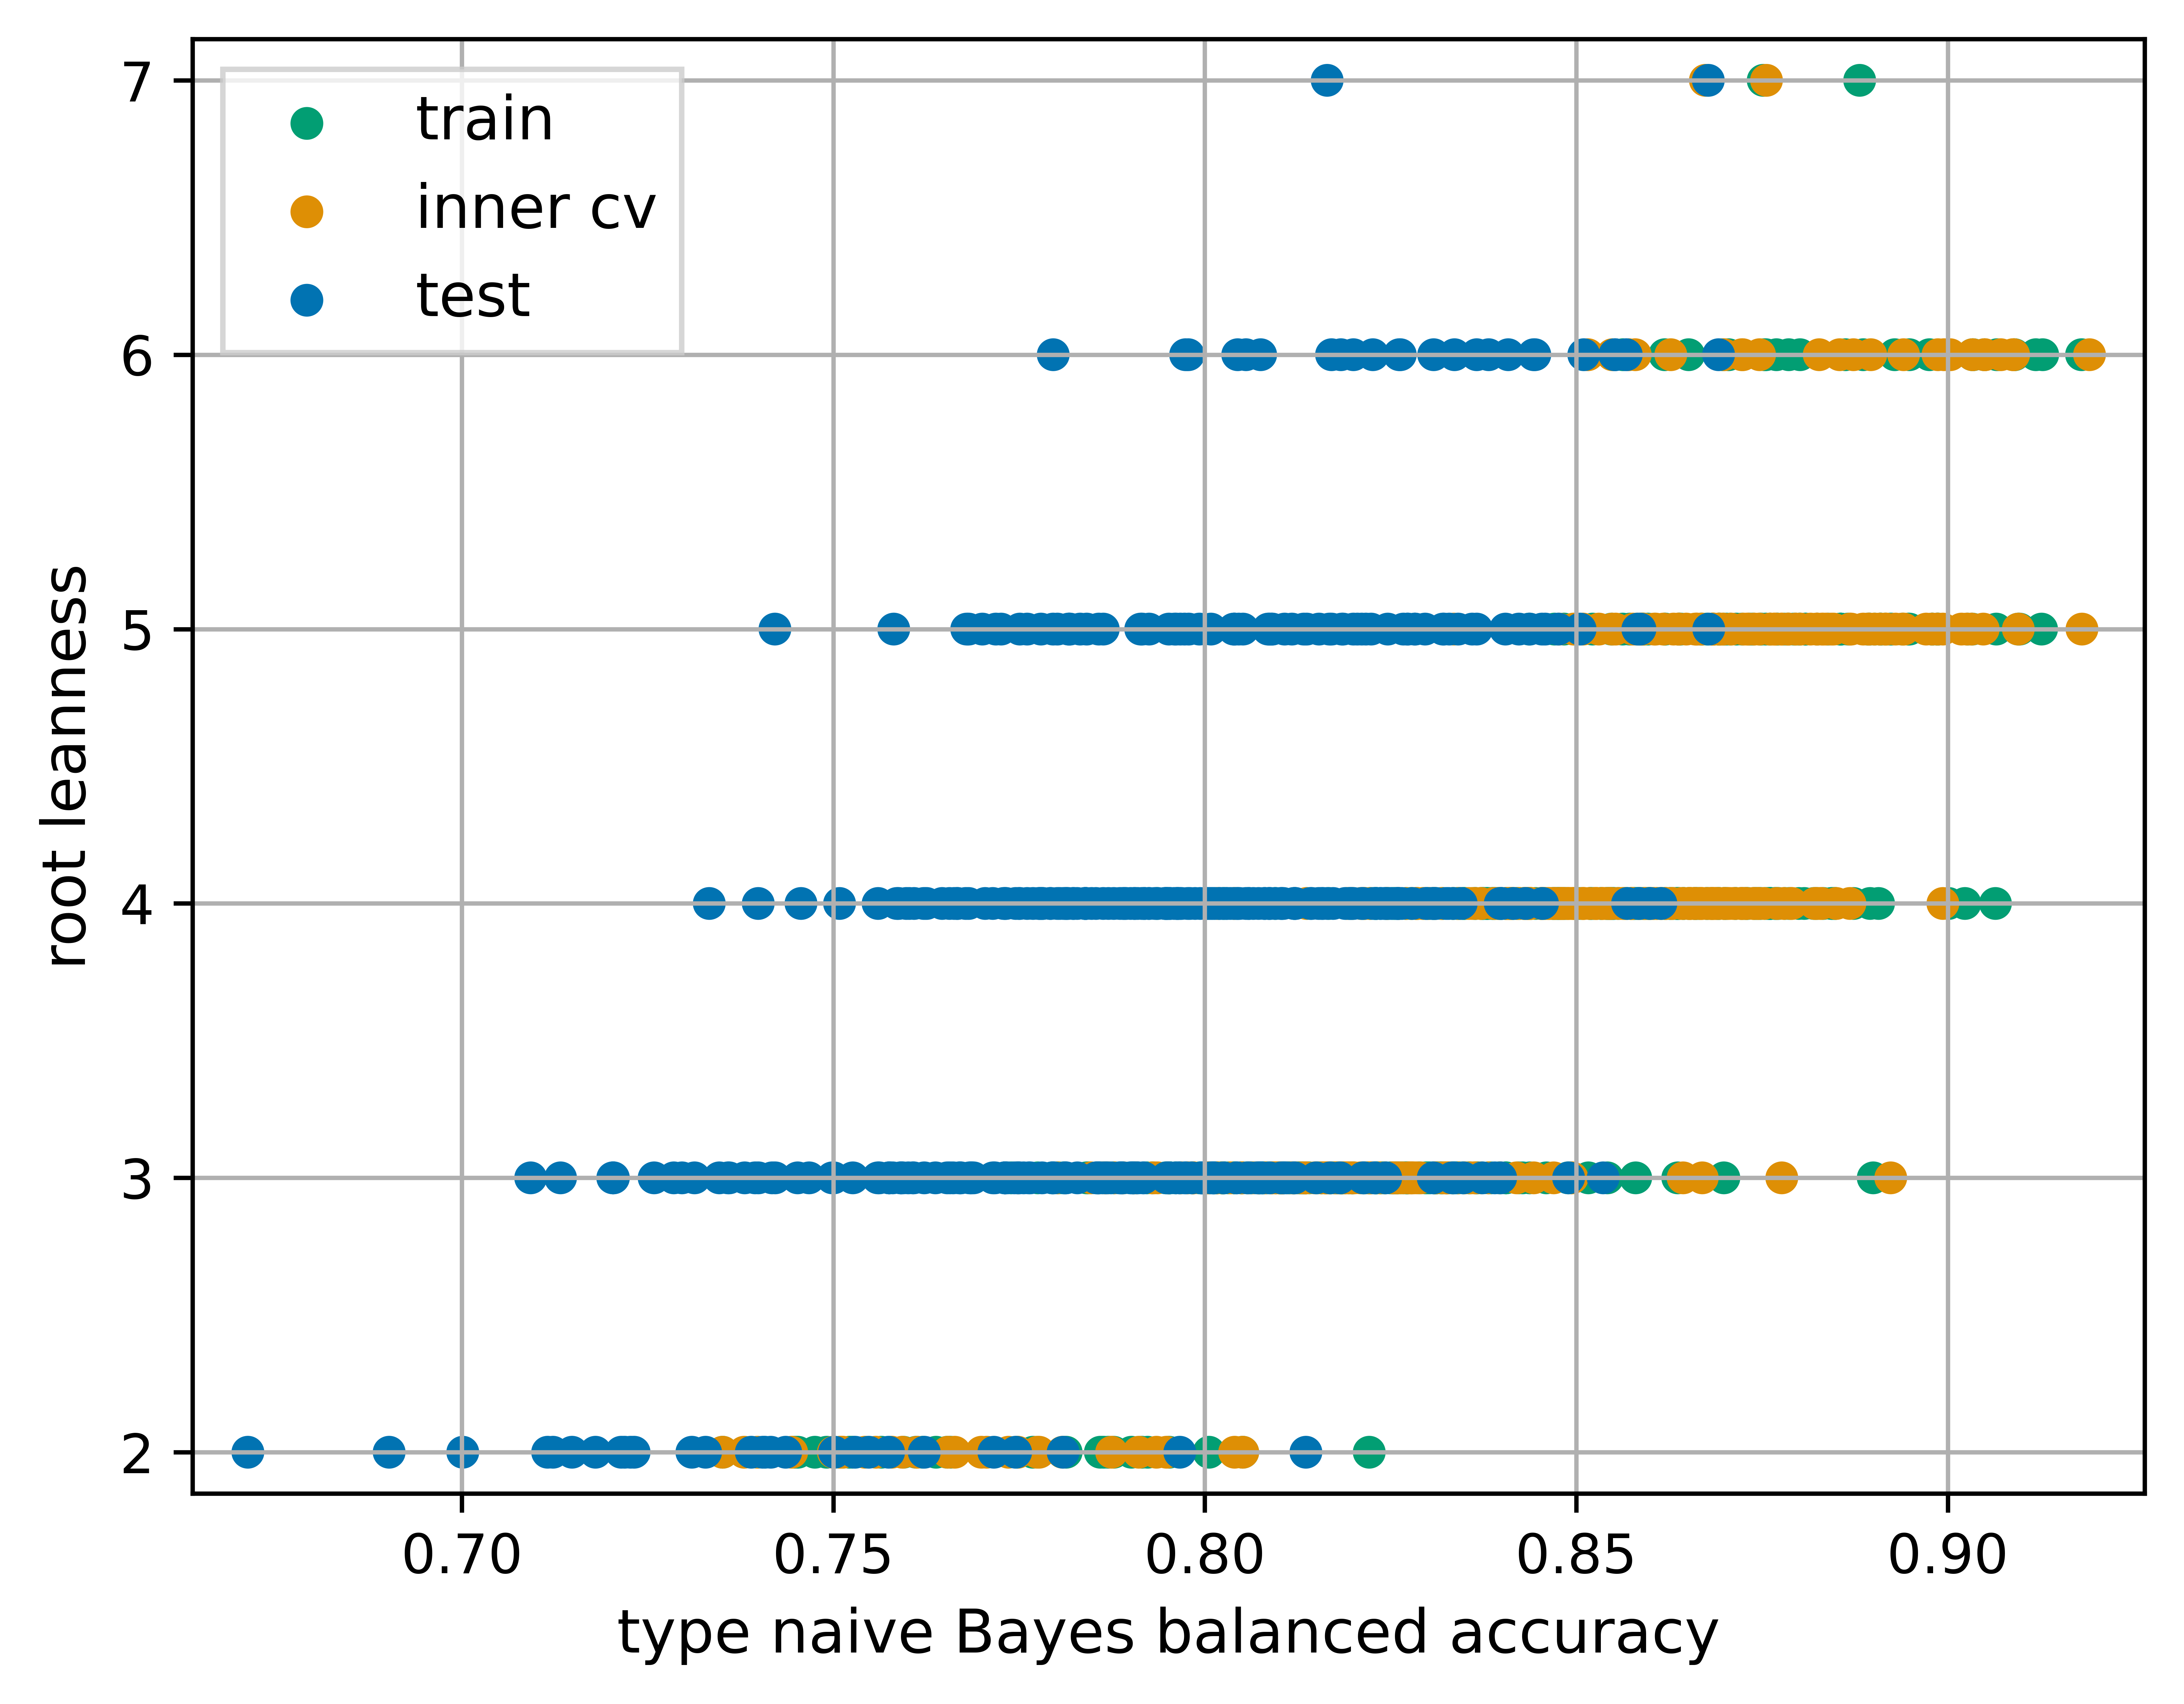 train
inner cv
test
root leanness
7
6
5
4
3
2
0.70 0.75 0.80 0.85 0.90
type naive Bayes balanced accuracy